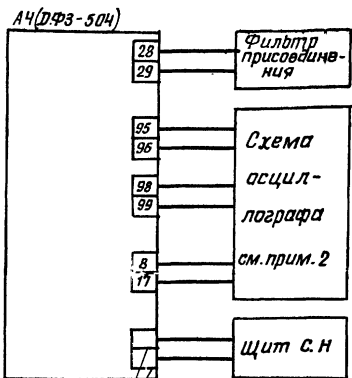 А4(ДФЗ-504)
28
29
Фильтр
присоедине-
ния
95
96
98
99
8
17
Схема
осцил-
лографа
см. прим. 2
Щит С.Н